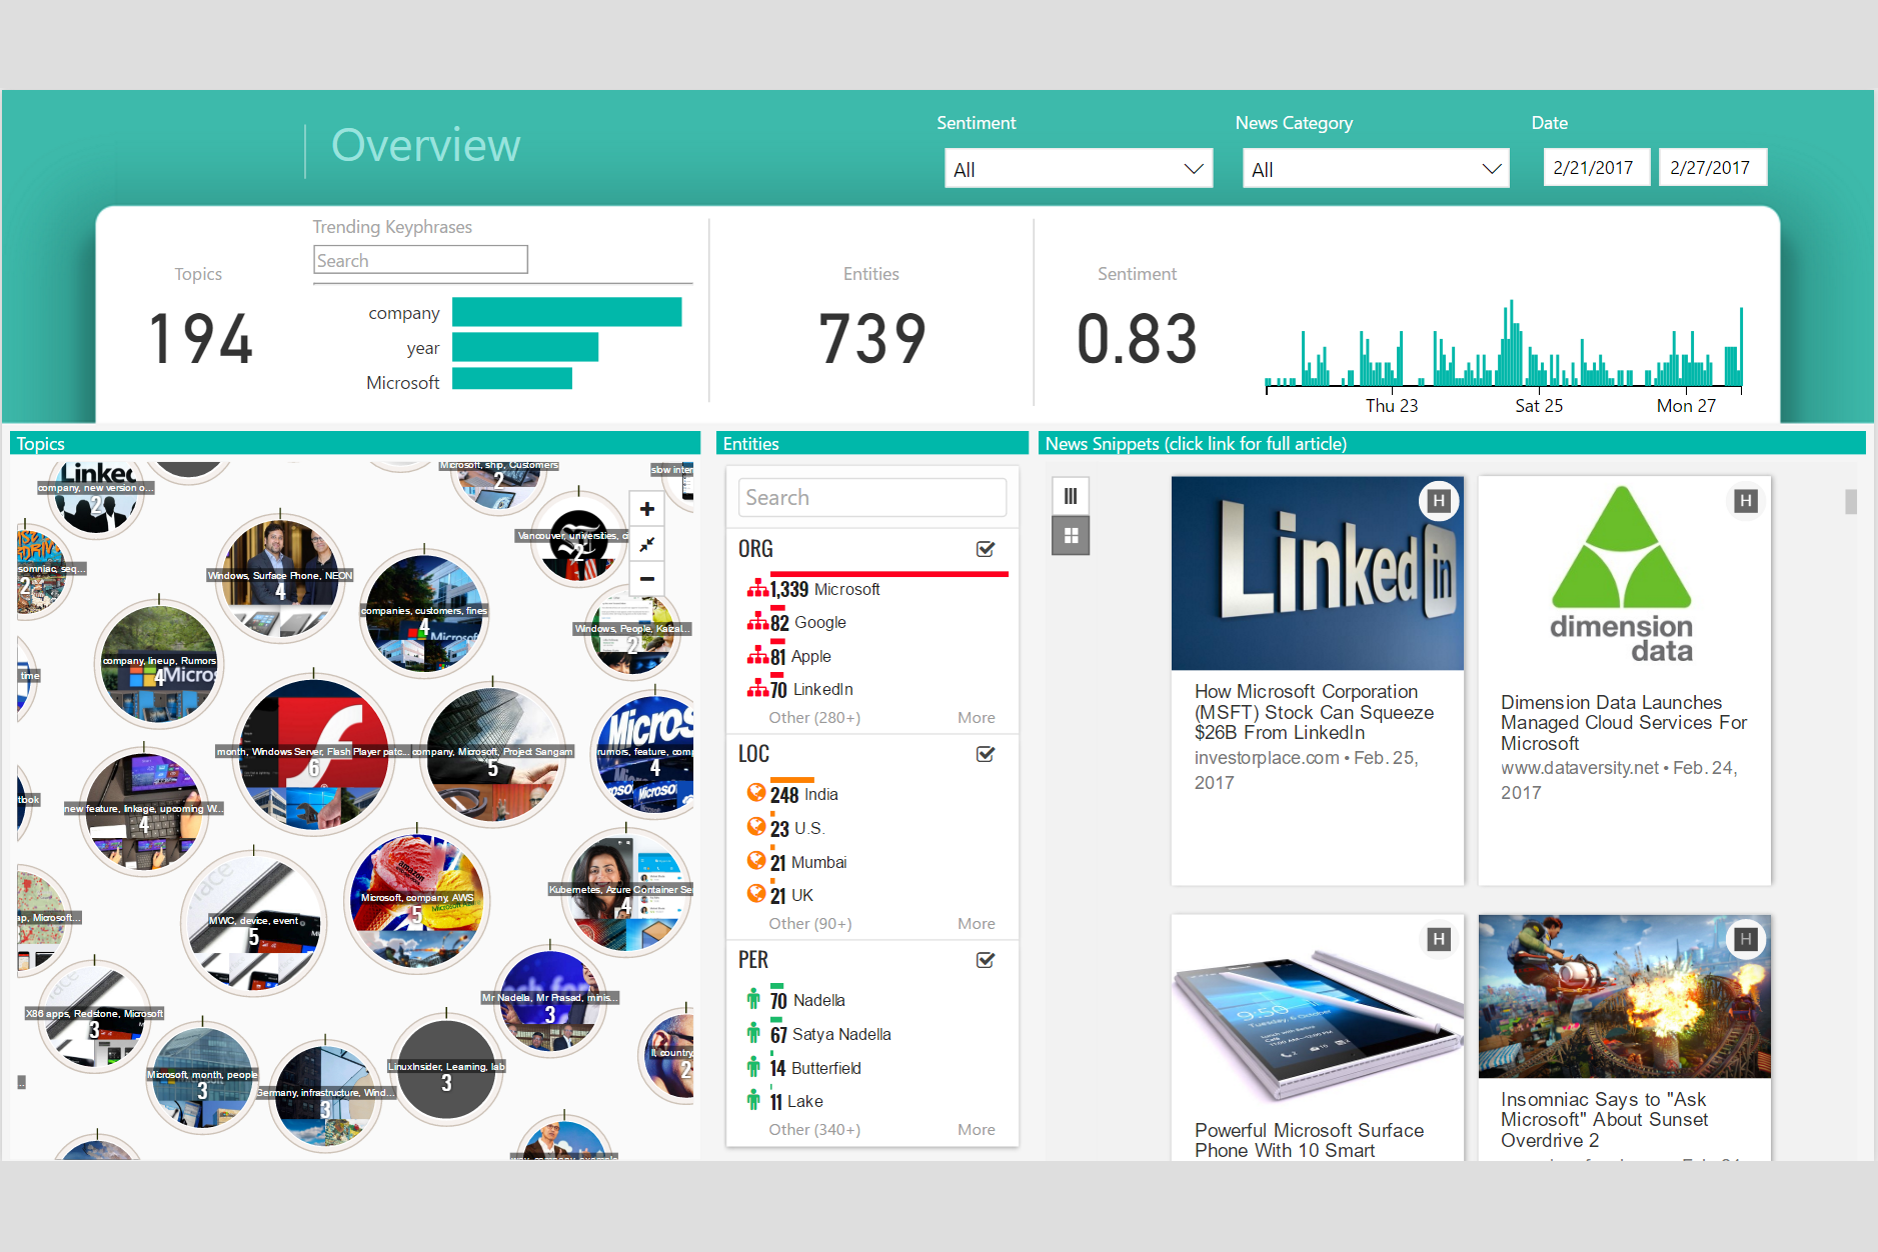 Overview
Sentiment
All
News Category
All
Date
2/21/2017
2/27/2017
Topics
194
Trending Keyphrases
Search
company
year
Microsoft
Entities
739
Sentiment
0.83
Thu 23
Sat 25
Mon 27
Topics
company, new version o...
2
Microsoft, ship, Customers
2
slow inter
Vancouver, universities, c
2
somniac, seq...
2
Windows, Surface Phone, NEON
4
companies, customers, fines
4
Windows, People, Kaizal...
2
company, lineup, Rumors
4
time
month, Windows Server, Flash Player patc...
6
company, Microsoft, Project Sangam
5
rumors, feature, com
4
new feature, linkage, upcoming W...
4
Microsoft, company, AWS
5
Kubernetes, Azure Container Se
4
ap, Microsoft...
MWC, device, event
5
Mr Nadella, Mr Prasad, minis...
3
X86 apps, Redstone, Microsoft
3
Microsoft, month, people
3
Germany, infrastructure, Wind...
3
LinuxInsider, Learning, lab
3
country
2
Entities
Search
ORG
1,339 Microsoft
82 Google
81 Apple
70 LinkedIn
Other (280+) More
LOC
248 India
23 U.S.
21 Mumbai
21 UK
Other (90+) More
PER
70 Nadella
67 Satya Nadella
14 Butterfield
11 Lake
Other (340+) More
News Snippets (click link for full article)
Linked in
H
How Microsoft Corporation
(MSFT) Stock Can Squeeze
$26B From LinkedIn
investorplace.com • Feb. 25,
2017
H
dimension
data
Dimension Data Launches
Managed Cloud Services For
Microsoft
www.dataversity.net • Feb. 24,
2017
H
9:50
Tuesday, 6 October
Powerful Microsoft Surface
Phone With 10 Smart
H
Insomniac Says to "Ask
Microsoft" About Sunset
Overdrive 2